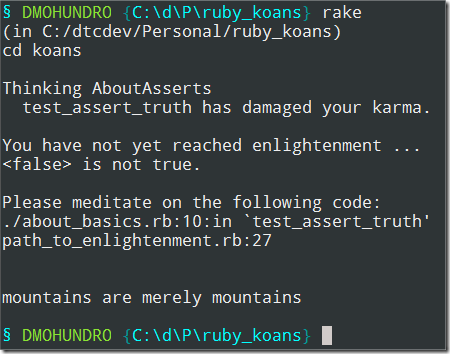 § DMOHUNDRO {C:\d\P\ruby_koans} rake
(in C:/dtcdev/Personal/ruby_koans)
cd koans
Thinking AboutAsserts
test_assert_truth has damaged your karma.
You have not yet reached enlightenment ...
<false> is not true.
Please meditate on the following code:
./about_basics.rb:10:in `test_assert_truth'
path_to_enlightenment.rb:27
mountains are merely mountains
§ DMOHUNDRO {C:\d\P\ruby_koans}